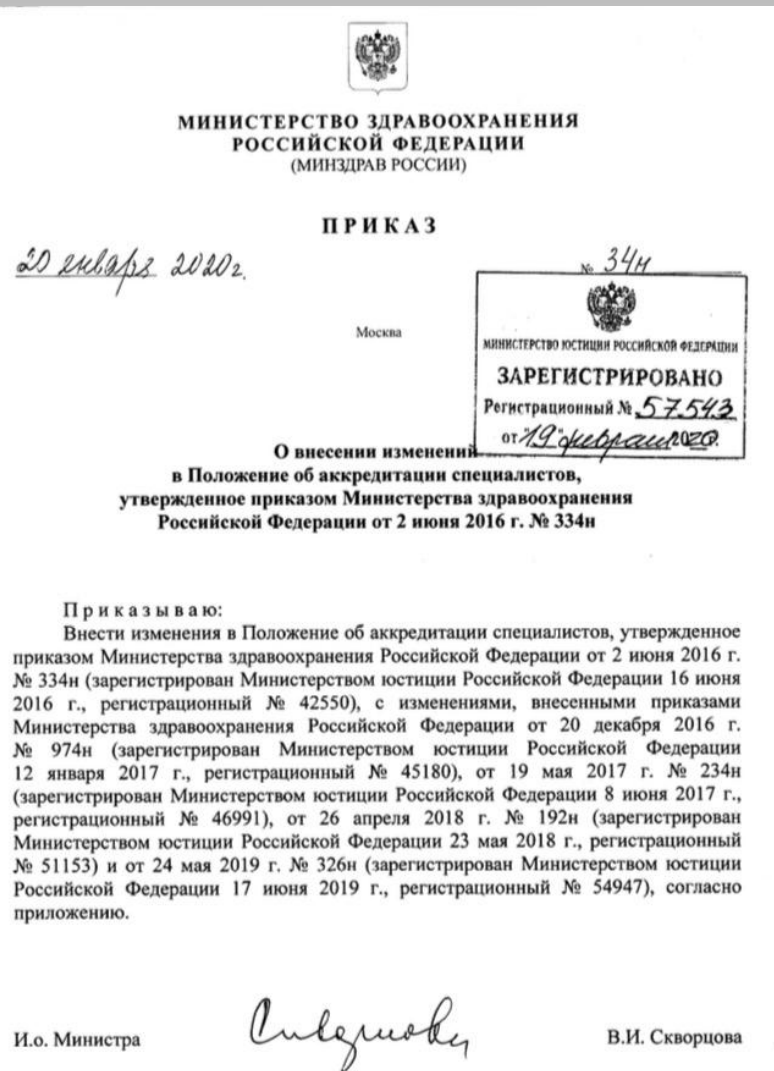 МИНИСТЕРСТВО ЗДРАВООХРАНЕНИЯ
РОССИЙСКОЙ ФЕДЕРАЦИИ
(МИНЗДРАВ РОССИИ)
ПРИКАЗ
20 января 2020 г.
№ 34н
Москва
МИНИСТЕРСТВО ЮСТИЦИИ РОССИЙСКОЙ ФЕДЕРАЦИИ
ЗАРЕГИСТРИРОВАНО
Регистрационный № 57543
от "19" февраля 2020.
О внесении изменений
в Положение об аккредитации специалистов,
утвержденное приказом Министерства здравоохранения
Российской Федерации от 2 июня 2016 г. № 334н
Приказываю:
Внести изменения в Положение об аккредитации специалистов, утвержденное
приказом Министерства здравоохранения Российской Федерации от 2 июня 2016 г.
№ 334н (зарегистрирован Министерством юстиции Российской Федерации 16 июня
2016 г., регистрационный № 42550), с изменениями, внесенными приказами
Министерства здравоохранения Российской Федерации от 20 декабря 2016 г.
№ 974н (зарегистрирован Министерством юстиции Российской Федерации
12 января 2017 г., регистрационный № 45180), от 19 мая 2017 г. № 234н
(зарегистрирован Министерством юстиции Российской Федерации 8 июня 2017 г.,
регистрационный № 46991), от 26 апреля 2018 г. № 192н (зарегистрирован
Министерством юстиции Российской Федерации 23 мая 2018 г., регистрационный
№ 51153) и от 24 мая 2019 г. № 326н (зарегистрирован Министерством юстиции
Российской Федерации 17 июня 2019 г., регистрационный № 54947), согласно
приложению.
И.о. Министра
В.И. Скворцова